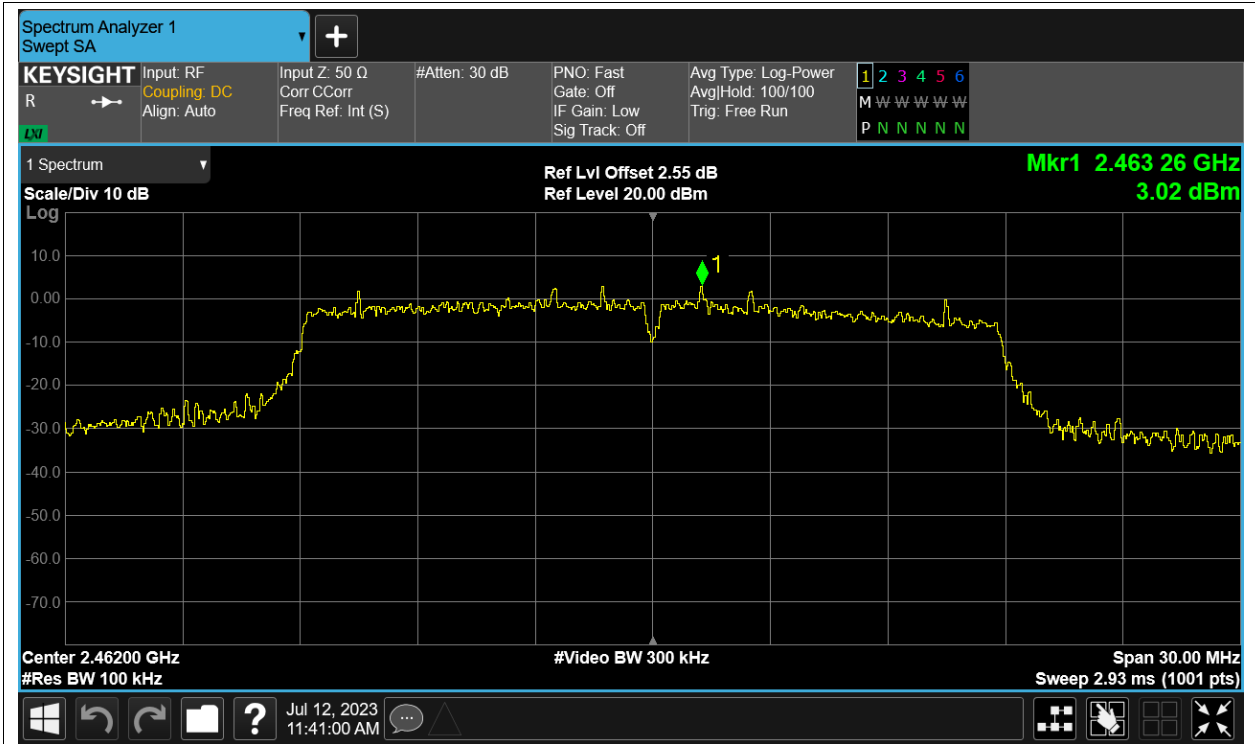 Spectrum Analyzer 1
Swept SA
KEYSIGHT
R
LXI
Input: RF
Coupling: DC
Align: Auto
Input Z: 50 Ω
Corr CCorr
Freq Ref: Int (S)
#Atten: 30 dB
PNO: Fast
Gate: Off
IF Gain: Low
Sig Track: Off
Avg Type: Log-Power
Avg|Hold: 100/100
Trig: Free Run
1 2 3 4 5 6
M W W W W W
P N N N N N
1 Spectrum
Scale/Div 10 dB
Log
Ref Lvl Offset 2.55 dB
Ref Level 20.00 dBm
Mkr1 2.463 26 GHz
3.02 dBm
1
10.0
0.00
-10.0
-20.0
-30.0
-40.0
-50.0
-60.0
-70.0
Center 2.46200 GHz
#Res BW 100 kHz
#Video BW 300 kHz
Span 30.00 MHz
Sweep 2.93 ms (1001 pts)
?
Jul 12, 2023
11:41:00 AM